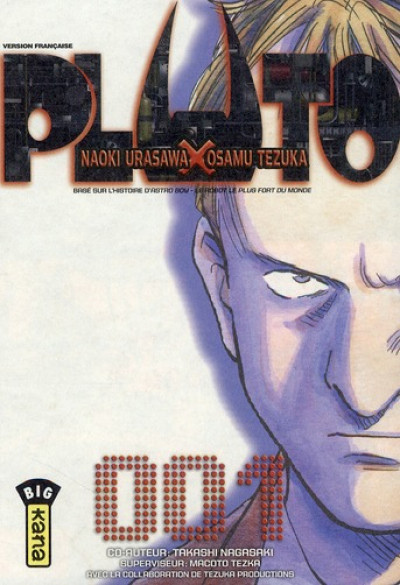 VERSION FRANÇAISE
PLUTO
NAOKI URASAWA X OSAMU TEZUKA
BASÉ SUR L'HISTOIRE D'ASTRO BOY - LE ROBOT LE PLUS FORT DU MONDE
001
BIG
kana
CO-AUTEUR : TAKASHI NAGASAKI
SUPERVISEUR : MACOTO TEZKA
AVEC LA COLLABORATION DE TEZUKA PRODUCTIONS